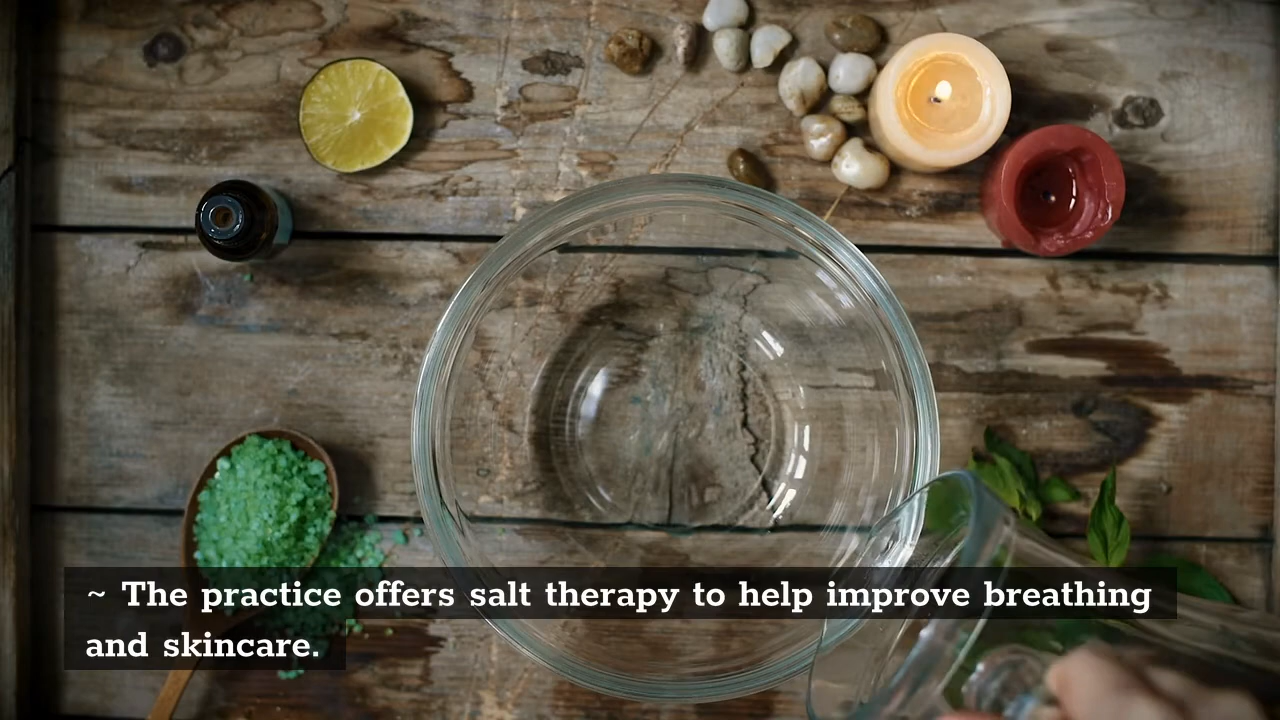 ~ The practice offers salt therapy to help improve breathing
and skincare.